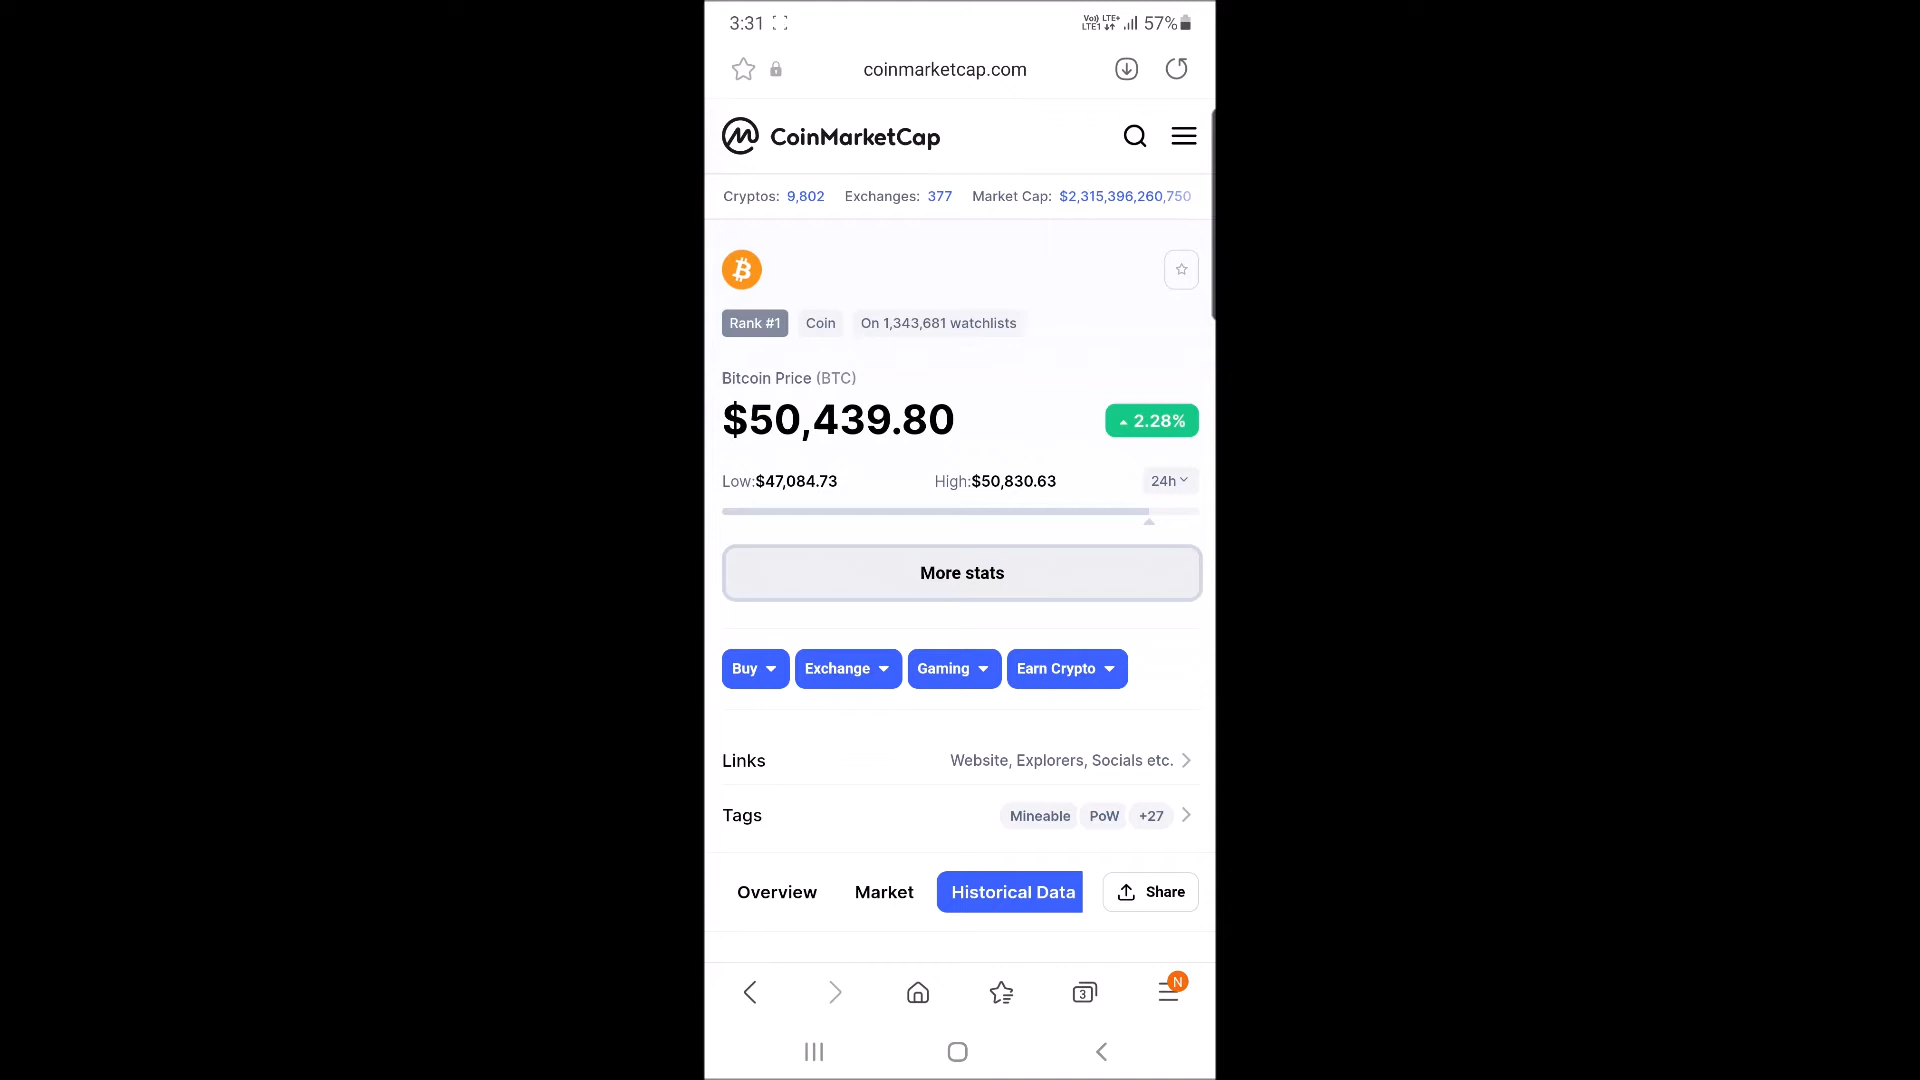 3:31 Vo)) LTE+ LTE1 57%
coinmarketcap.com
CoinMarketCap
Cryptos: 9,802 Exchanges: 377 Market Cap: $2,315,396,260,750
Rank #1 Coin On 1,343,681 watchlists
Bitcoin Price (BTC)
$50,439.80 2.28%
Low:$47,084.73 High:$50,830.63 24h
More stats
Buy Exchange Gaming Earn Crypto
Links Website, Explorers, Socials etc.
Tags Mineable PoW +27
Overview Market Historical Data Share
3 N